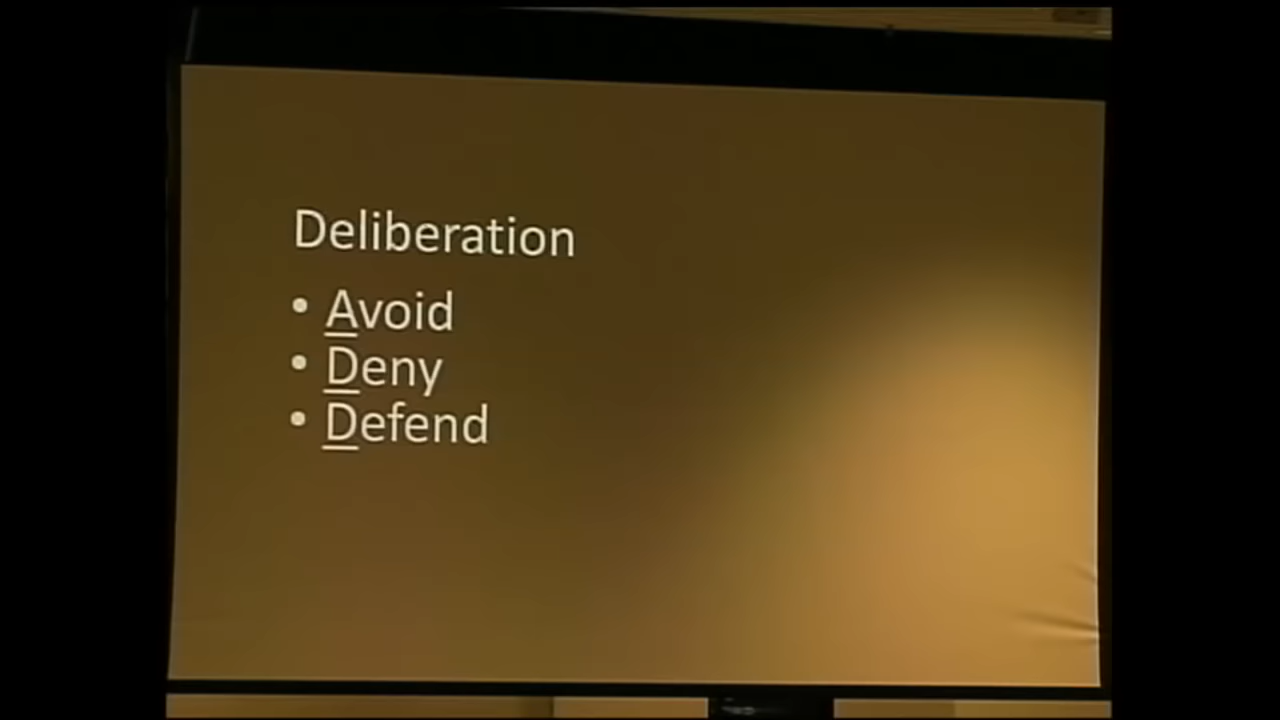 Deliberation
• Avoid
• Deny
• Defend